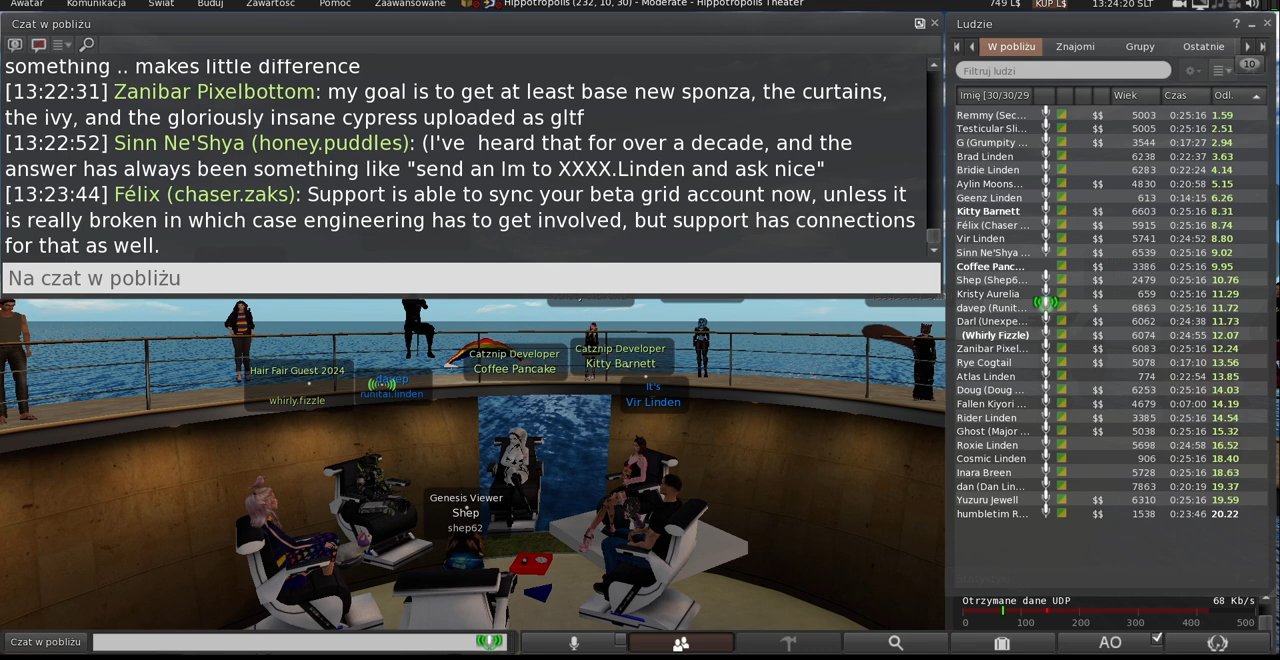 Awatar Komunikacja Świat Buduj Zawartość Pomoc Zaawansowane Hippotropolis (232, 10, 30) - Moderate - Hippotropolis Theater 749 L$ KUP L$ 13:24:20 SLT
Czat w pobliżu
something .. makes little difference
[13:22:31] Zanibar Pixelbottom: my goal is to get at least base new sponza, the curtains,
the ivy, and the gloriously insane cypress uploaded as gltf
[13:22:52] Sinn Ne'Shya (honey.puddles): (I've heard that for over a decade, and the
answer has always been something like "send an Im to XXXX.Linden and ask nice"
[13:23:44] Félix (chaser.zaks): Support is able to sync your beta grid account now, unless it
is really broken in which case engineering has to get involved, but support has connections
for that as well.
Na czat w pobliżu
Hair Fair Guest 2024
whirly.fizzle
davep
runitai.linden
Catznip Developer
Coffee Pancake
Catznip Developer
Kitty Barnett
It's
Vir Linden
Genesis Viewer
Shep
shep62
Ludzie
W pobliżu Znajomi Grupy Ostatnie
Filtruj ludzi 10
Imię [30/30/29 Wiek Czas Odl.
Remmy (Sec... $$ 5003 0:25:16 1.59
Testicular Sli... $$ 5005 0:25:16 2.51
G (Grumpity ... $$ 3544 0:17:27 2.94
Brad Linden 6238 0:22:37 3.63
Bridie Linden 6283 0:22:24 4.14
Aylin Moons... $$ 4830 0:20:58 5.15
Geenz Linden 613 0:14:15 6.26
Kitty Barnett $$ 6603 0:25:16 8.31
Félix (Chaser ... $$ 5915 0:25:16 8.74
Vir Linden 5741 0:24:52 8.80
Sinn Ne'Shya ... $$ 6539 0:25:16 9.02
Coffee Panc... $$ 3386 0:25:16 9.95
Shep (Shep6... $$ 2479 0:25:16 10.76
Kristy Aurelia $$ 659 0:25:16 11.29
davep (Runit... $ 6863 0:25:16 11.72
Darl (Unexpe... $$ 6062 0:24:38 11.73
(Whirly Fizzle) $$ 6074 0:24:55 12.07
Zanibar Pixel... $$ 6083 0:25:16 12.24
Rye Cogtail $$ 5078 0:17:10 13.56
Atlas Linden 774 0:22:54 13.85
Doug (Doug ... $$ 6253 0:25:16 14.03
Fallen Kiyori ... $$ 4679 0:07:00 14.19
Rider Linden $$ 3385 0:25:16 14.54
Ghost (Major ... $$ 5038 0:25:16 15.32
Roxie Linden 5698 0:24:58 16.52
Cosmic Linden 906 0:25:16 18.40
Inara Breen 5728 0:25:16 18.63
dan (Dan Lin... 7863 0:20:19 19.37
Yuzuru Jewell $$ 6310 0:25:16 19.59
humbletim R... $$ 1538 0:23:46 20.22
Otrzymane dane UDP 68 Kb/s
0 100 200 300 400 500
Czat w pobliżu AO